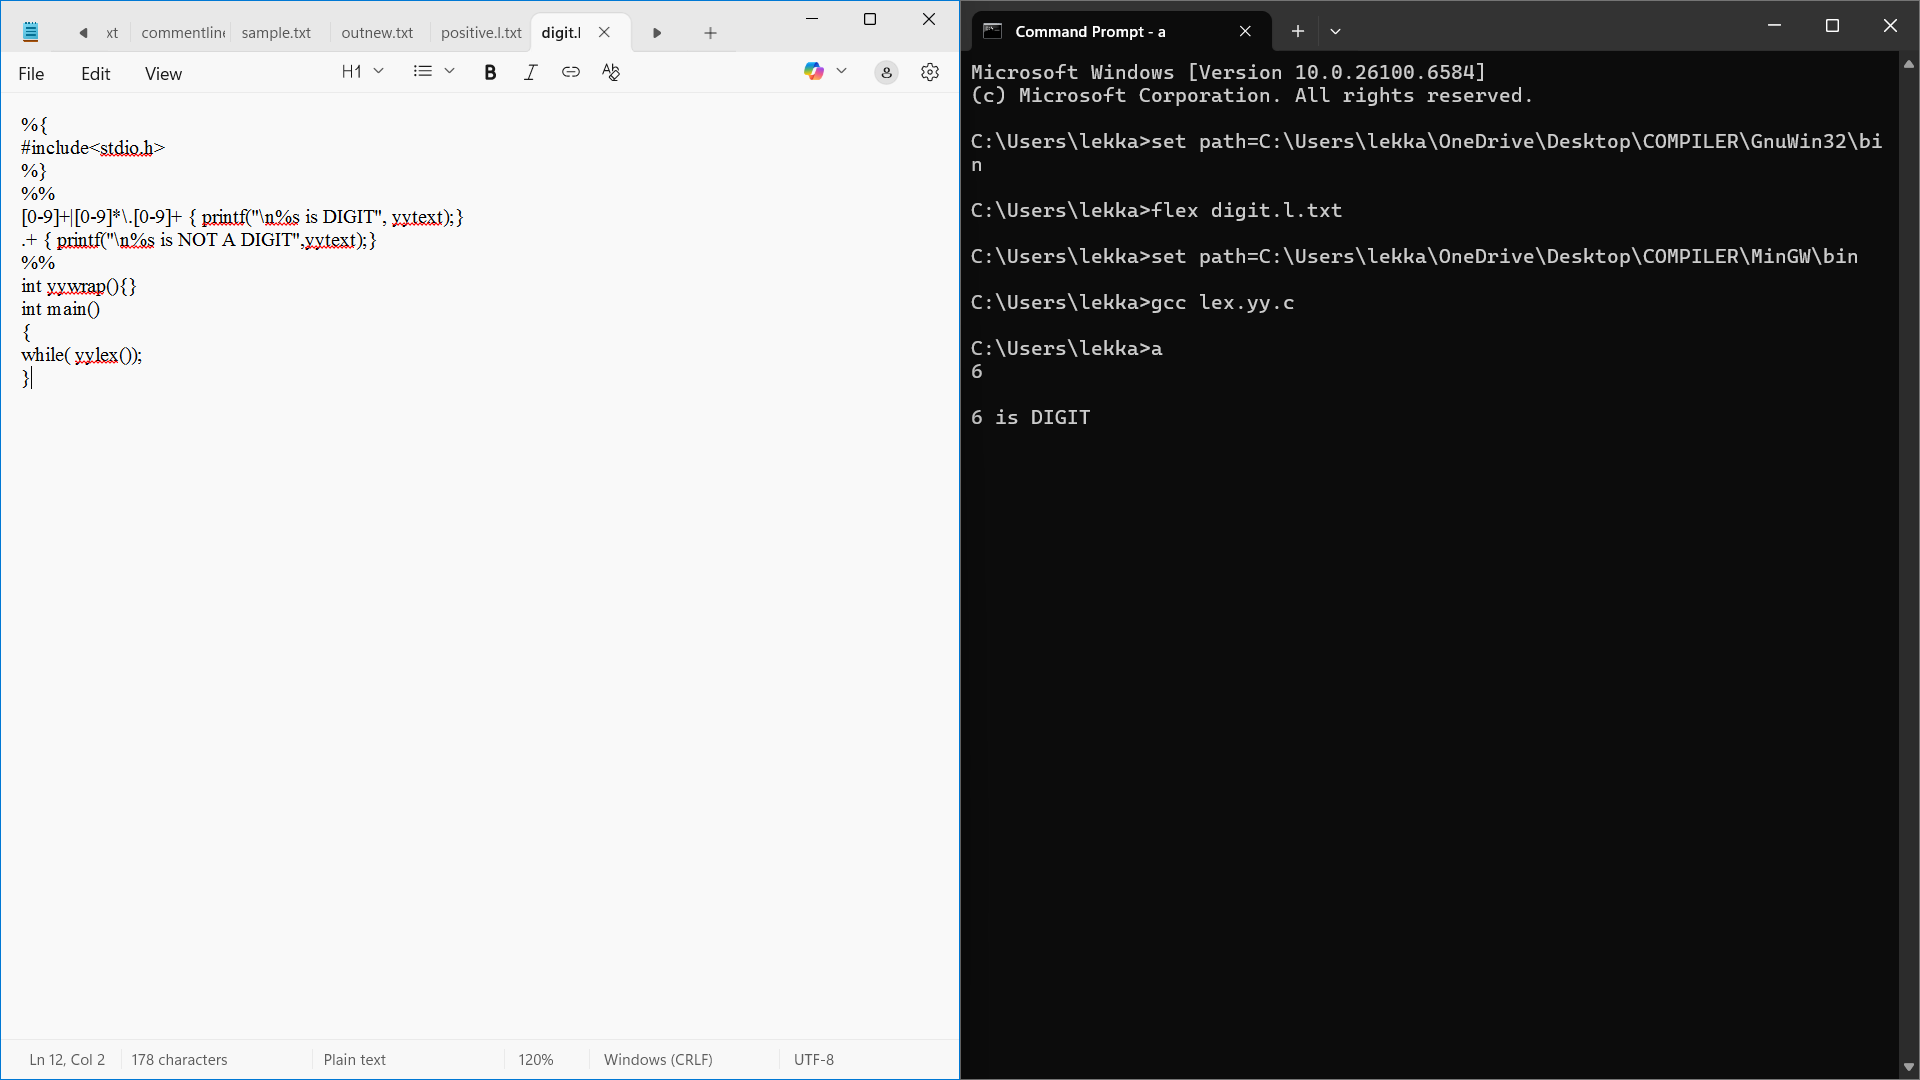 xt commentline sample.txt outnew.txt positive.l.txt digit.l
File Edit View H1 B I
%{
#include<stdio.h>
%}
%%
[0-9]+|[0-9]*\.[0-9]+ { printf("\n%s is DIGIT", yytext);}
.+ { printf("\n%s is NOT A DIGIT",yytext);}
%%
int yywrap(){}
int main()
{
while( yylex());
}
Ln 12, Col 2 178 characters Plain text 120% Windows (CRLF) UTF-8
Command Prompt - a
Microsoft Windows [Version 10.0.26100.6584]
(c) Microsoft Corporation. All rights reserved.
C:\Users\lekka>set path=C:\Users\lekka\OneDrive\Desktop\COMPILER\GnuWin32\bi
n
C:\Users\lekka>flex digit.l.txt
C:\Users\lekka>set path=C:\Users\lekka\OneDrive\Desktop\COMPILER\MinGW\bin
C:\Users\lekka>gcc lex.yy.c
C:\Users\lekka>a
6
6 is DIGIT